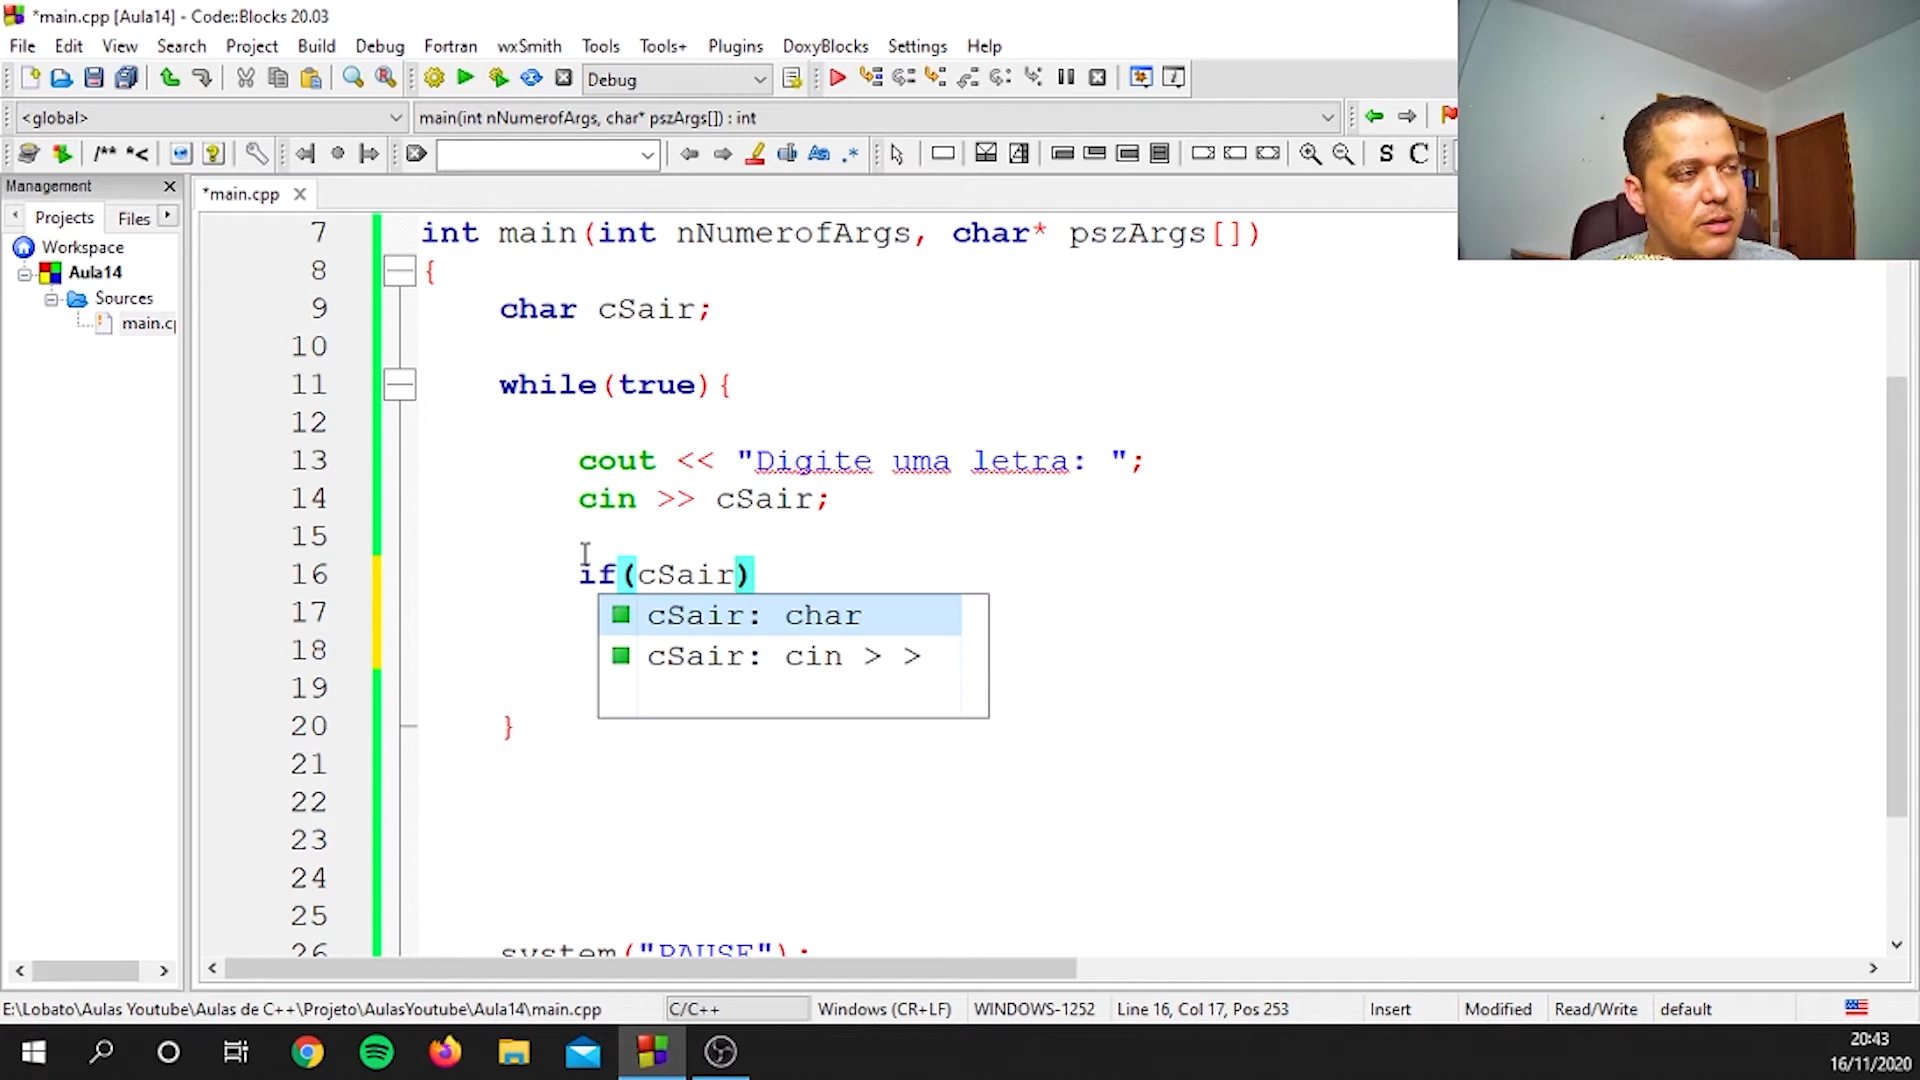 *main.cpp [Aula14] - Code::Blocks 20.03
File Edit View Search Project Build Debug Fortran wxSmith Tools Tools+ Plugins DoxyBlocks Settings Help
Debug
<global> main(int nNumerofArgs, char* pszArgs[]) : int
/** *< .* S C
Management
*main.cpp
Projects Files
Workspace
Aula14
Sources
main.c
7 int main(int nNumerofArgs, char* pszArgs[])
8 {
9 char cSair;
10
11 while(true){
12
13 cout << "Digite uma letra: ";
14 cin >> cSair;
15
16 if(cSair)
cSair: char
17
cSair: cin > >
18
19
20 }
21
22
23
24
25
26 system("PAUSE");
E:\Lobato\Aulas Youtube\Aulas de C++\Projeto\AulasYoutube\Aula14\main.cpp C/C++ Windows (CR+LF) WINDOWS-1252 Line 16, Col 17, Pos 253 Insert Modified Read/Write default
20:43
16/11/2020